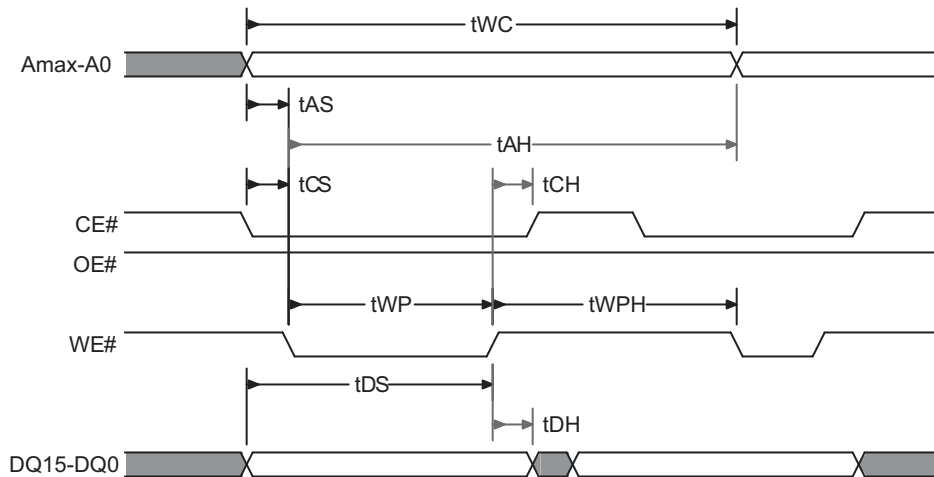 tWC
Amax-A0
tAS
tAH
tCS
tCH
CE#
OE#
tWP
tWPH
WE#
tDS
tDH
DQ15-DQ0